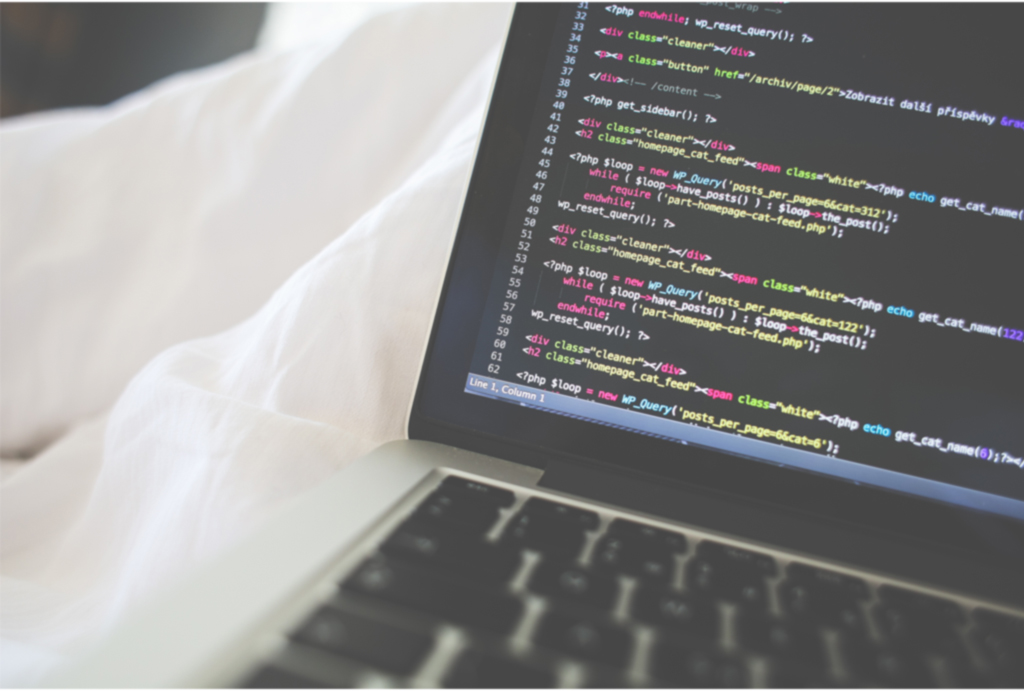 31 _post_wrap -->
32 <?php endwhile; wp_reset_query(); ?>
33
34 <div class="cleaner"></div>
35
36 <p><a class="button" href="/archiv/page/2">Zobrazit další příspěvky
37
38 </div><!-- /content -->
39
40 <?php get_sidebar(); ?>
41
42 <div class="cleaner"></div>
43 <h2 class="homepage_cat_feed"><span class="white"><?php echo get_cat_name(
44
45 <?php $loop = new WP_Query('posts_per_page=6&cat=312');
46 while ( $loop->have_posts() ) : $loop->the_post();
47 require ('part-homepage-cat-feed.php');
48 endwhile;
49 wp_reset_query(); ?>
50
51 <div class="cleaner"></div>
52 <h2 class="homepage_cat_feed"><span class="white"><?php echo get_cat_name(122)
53
54 <?php $loop = new WP_Query('posts_per_page=6&cat=122');
55 while ( $loop->have_posts() ) : $loop->the_post();
56 require ('part-homepage-cat-feed.php');
57 endwhile;
58 wp_reset_query(); ?>
59
60 <div class="cleaner"></div>
61 <h2 class="homepage_cat_feed"><span class="white"><?php echo get_cat_name(6);?></
62
<?php $loop = new WP_Query('posts_per_page=6&cat=6');
Line 1, Column 1